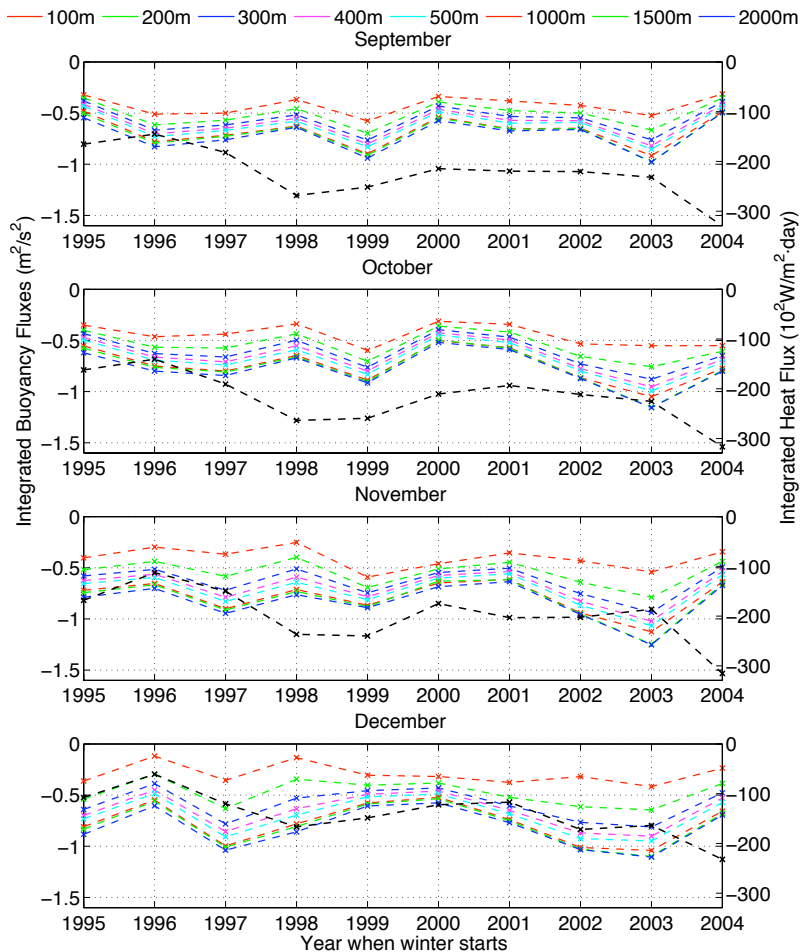 100m 200m 300m 400m 500m 1000m 1500m 2000m
September
0 0
−0.5 −100
−1 −200
−1.5 −300
1995 1996 1997 1998 1999 2000 2001 2002 2003 2004
October
0 0
−0.5 −100
−1 −200
−1.5 −300
1995 1996 1997 1998 1999 2000 2001 2002 2003 2004
November
0 0
−0.5 −100
−1 −200
−1.5 −300
1995 1996 1997 1998 1999 2000 2001 2002 2003 2004
December
0 0
−0.5 −100
−1 −200
−1.5 −300
1995 1996 1997 1998 1999 2000 2001 2002 2003 2004
Year when winter starts
Integrated Buoyancy Fluxes (m²/s²)
Integrated Heat Flux (10²W/m²·day)